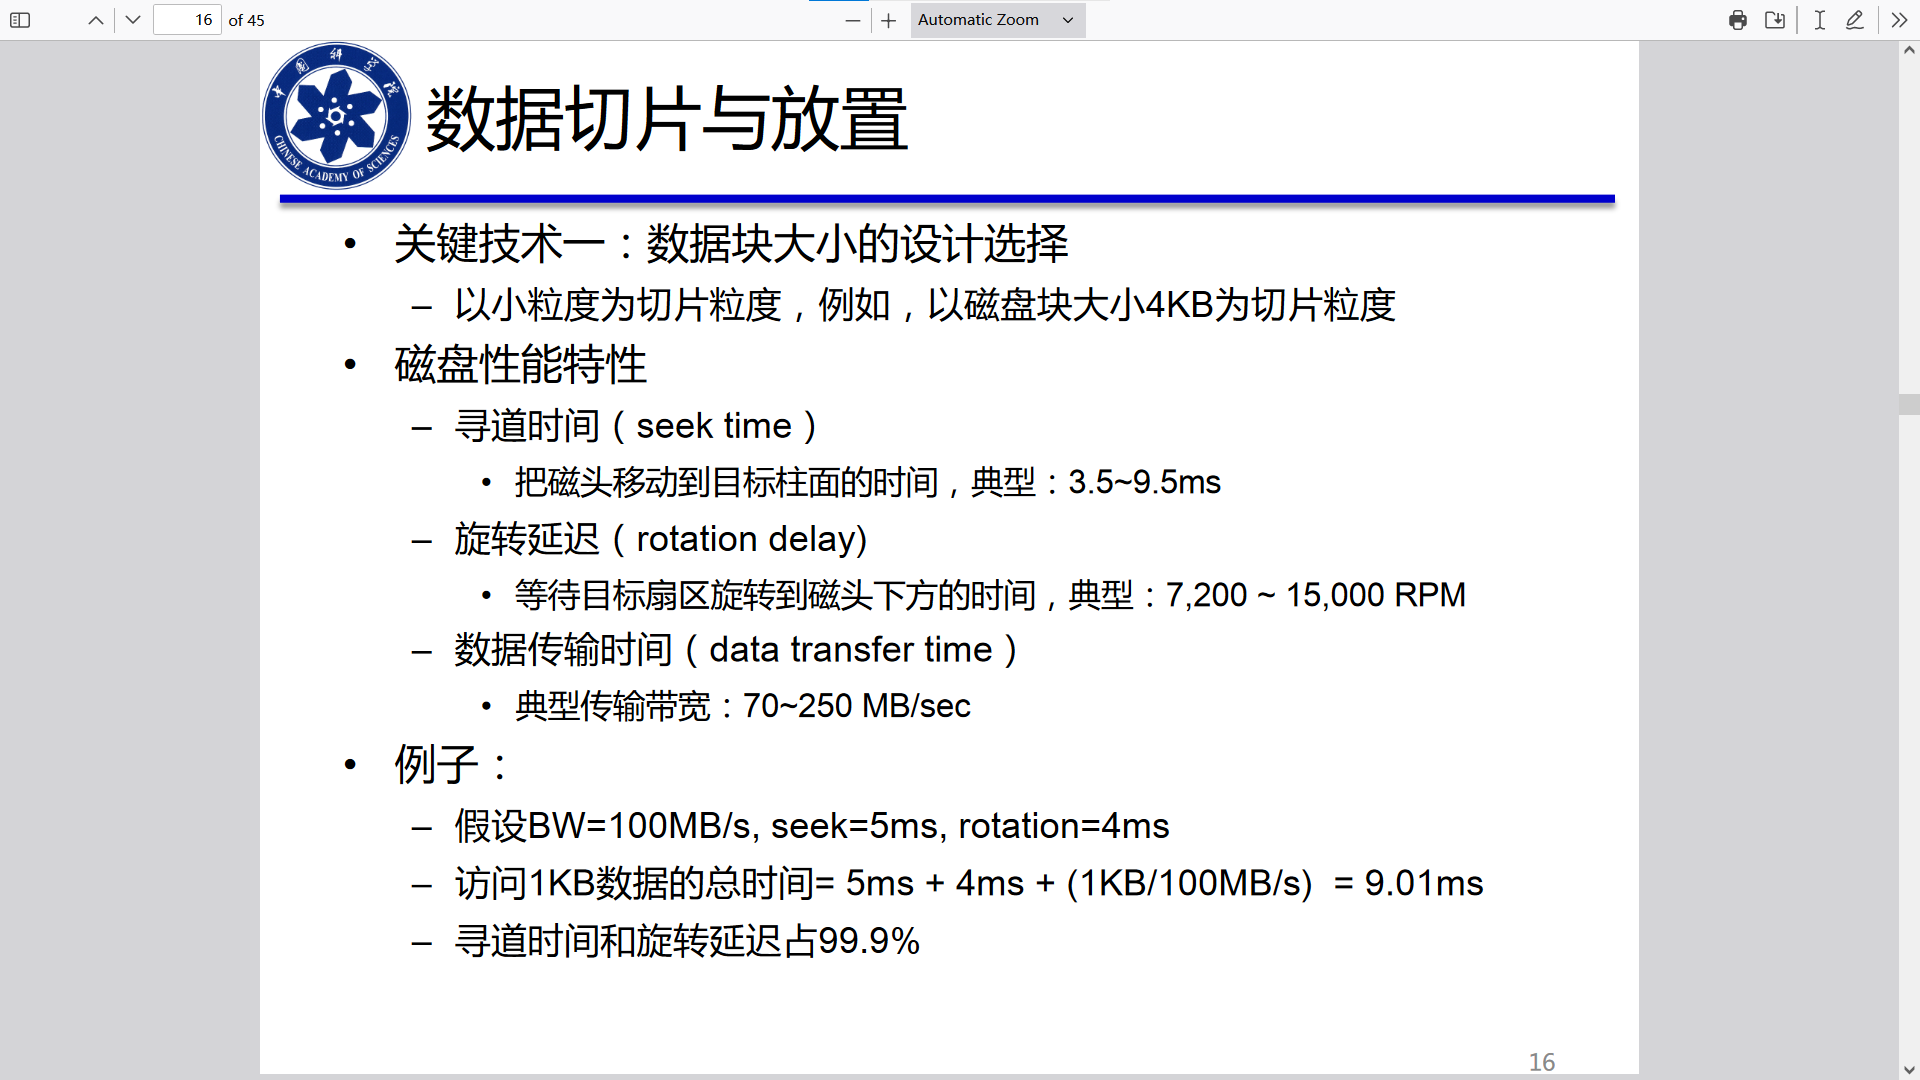 16 of 45
Automatic Zoom
中国科学院
CHINESE ACADEMY OF SCIENCES
数据切片与放置
• 关键技术一：数据块大小的设计选择
– 以小粒度为切片粒度，例如，以磁盘块大小4KB为切片粒度
• 磁盘性能特性
– 寻道时间（seek time）
• 把磁头移动到目标柱面的时间，典型：3.5~9.5ms
– 旋转延迟（rotation delay)
• 等待目标扇区旋转到磁头下方的时间，典型：7,200 ~ 15,000 RPM
– 数据传输时间（data transfer time）
• 典型传输带宽：70~250 MB/sec
• 例子：
– 假设BW=100MB/s, seek=5ms, rotation=4ms
– 访问1KB数据的总时间= 5ms + 4ms + (1KB/100MB/s)  = 9.01ms
– 寻道时间和旋转延迟占99.9%
16